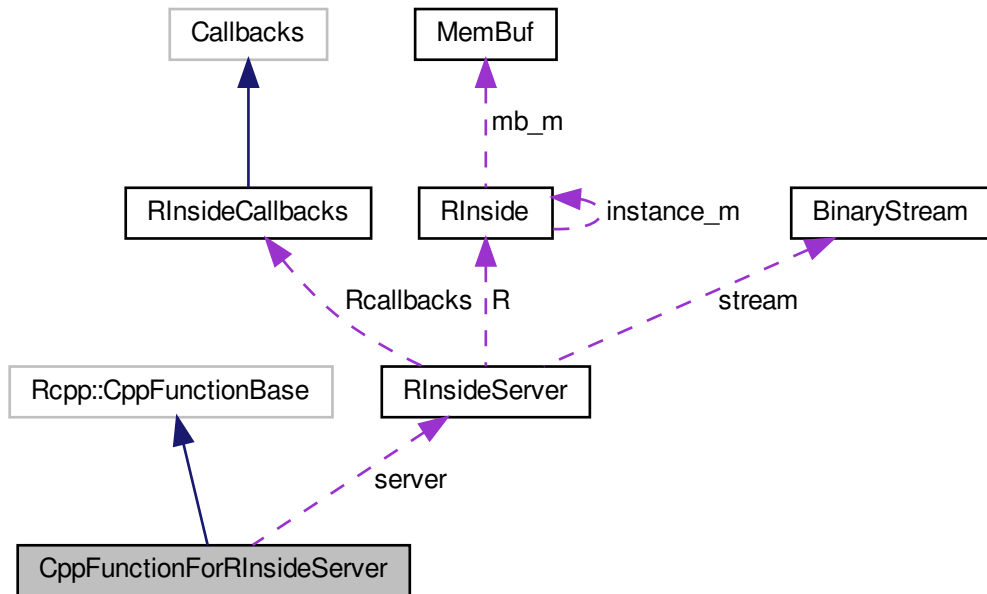 Callbacks
MemBuf
mb_m
RInsideCallbacks
RInside
instance_m
BinaryStream
Rcallbacks
R
stream
Rcpp::CppFunctionBase
RInsideServer
server
CppFunctionForRInsideServer